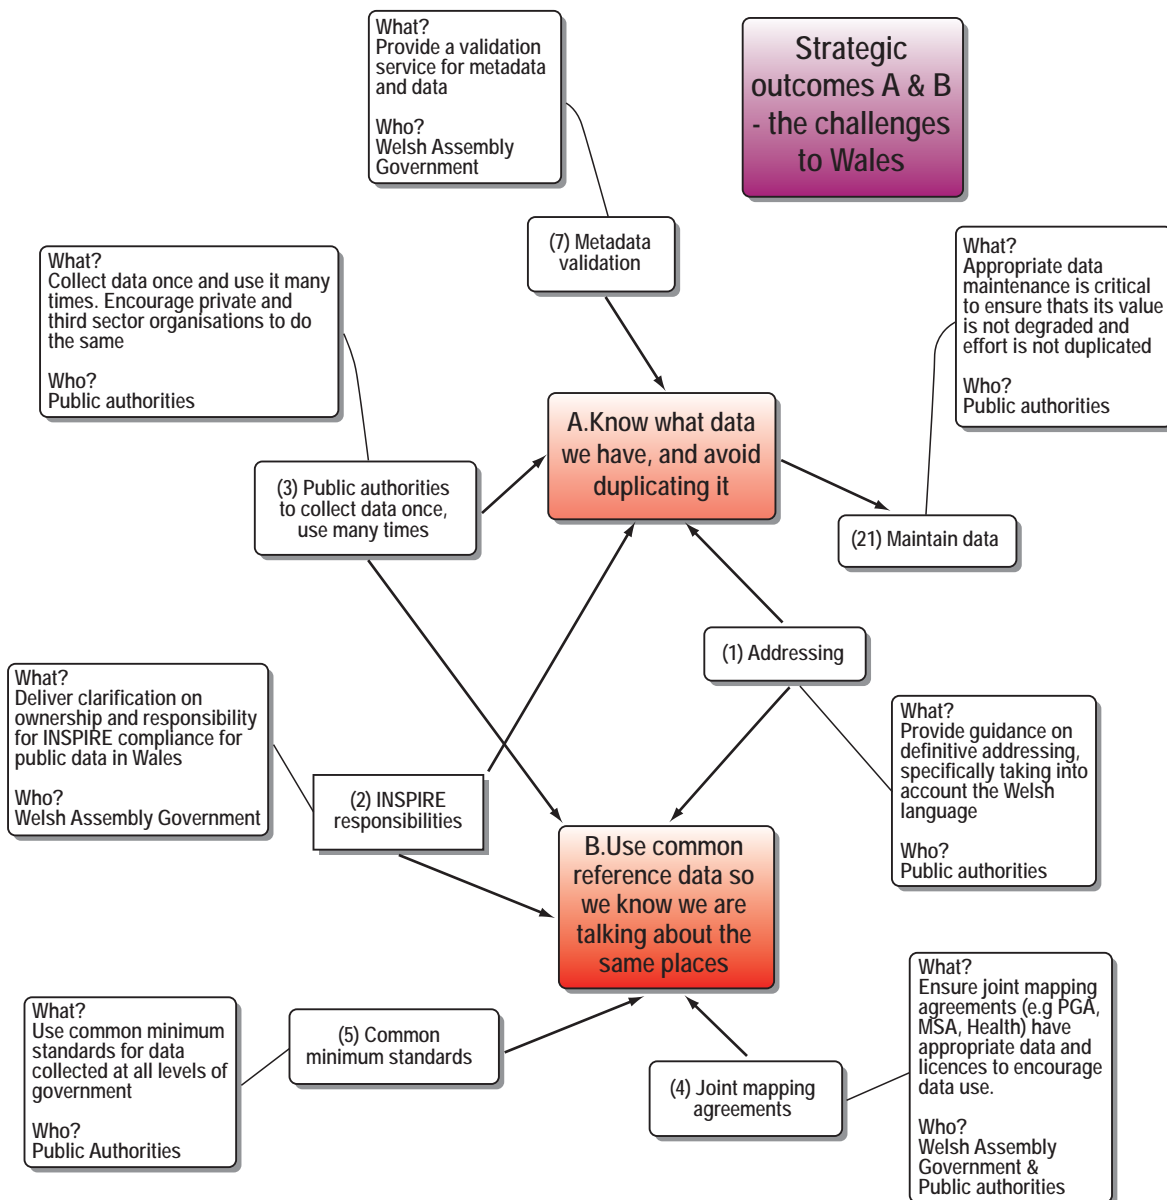 What?
Provide a validation
service for metadata
and data
Who?
Welsh Assembly
Government
Strategic
outcomes A & B
- the challenges
to Wales
(7) Metadata
validation
What?
Collect data once and use it many
times. Encourage private and
third sector organisations to do
the same
Who?
Public authorities
What?
Appropriate data
maintenance is critical
to ensure thats its value
is not degraded and
effort is not duplicated
Who?
Public authorities
A.Know what data
we have, and avoid
duplicating it
(3) Public authorities
to collect data once,
use many times
(21) Maintain data
(1) Addressing
What?
Deliver clarification on
ownership and responsibility
for INSPIRE compliance for
public data in Wales
Who?
Welsh Assembly Government
(2) INSPIRE
responsibilities
What?
Provide guidance on
definitive addressing,
specifically taking into
account the Welsh
language
Who?
Public authorities
B.Use common
reference data so
we know we are
talking about the
same places
What?
Use common minimum
standards for data
collected at all levels of
government
Who?
Public Authorities
(5) Common
minimum standards
(4) Joint mapping
agreements
What?
Ensure joint mapping
agreements (e.g PGA,
MSA, Health) have
appropriate data and
licences to encourage
data use.
Who?
Welsh Assembly
Government &
Public authorities